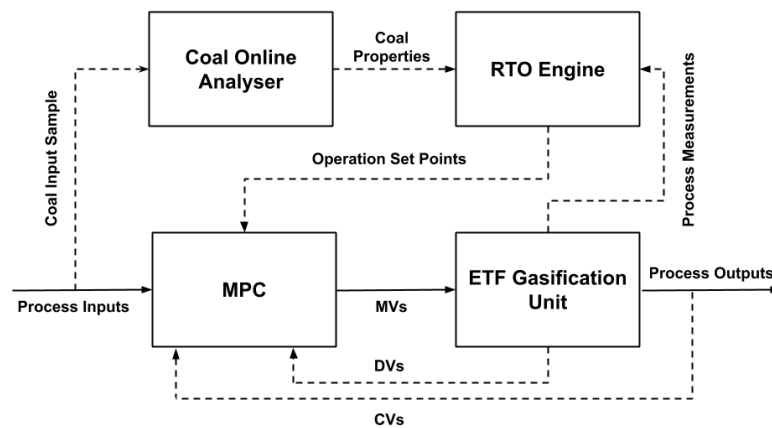 Coal Online
Analyser
Coal
Properties
RTO Engine
Coal Input Sample
Operation Set Points
Process Measurements
MPC
ETF Gasification
Unit
Process Inputs
MVs
Process Outputs
DVs
CVs